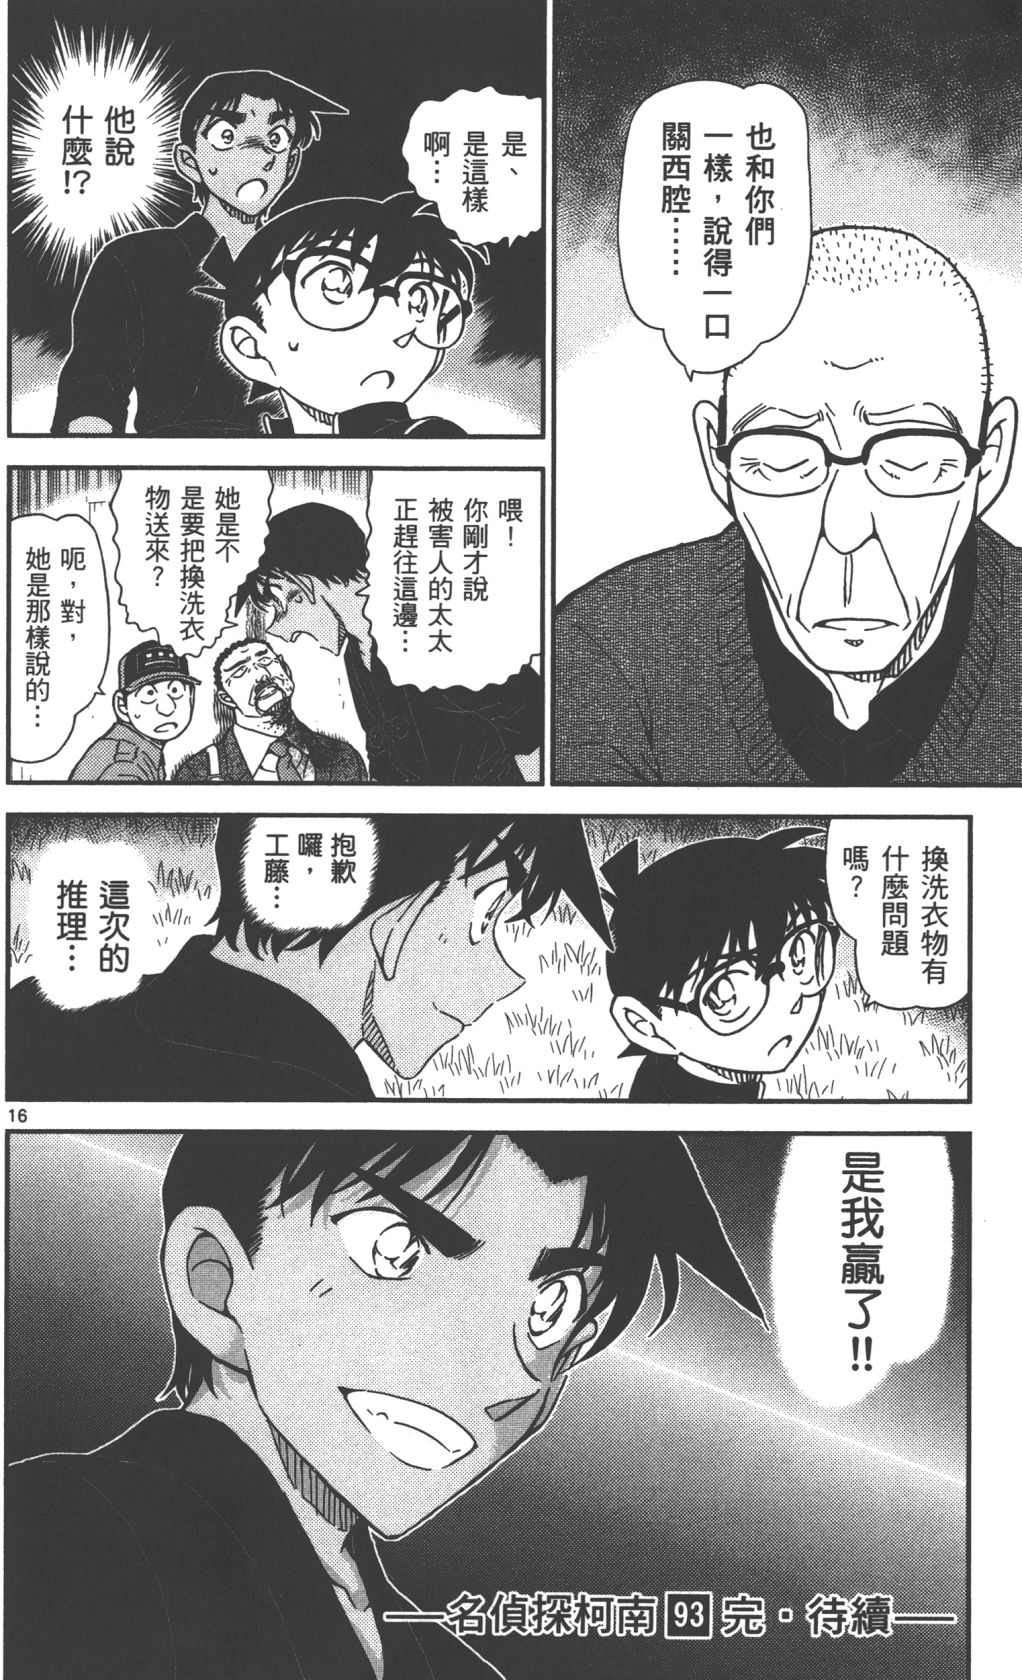 也和你們
一樣，說得一口
關西腔……
是、
是這樣
啊…
他說
什麼!?
喂！
你剛才說
被害人的太太
正趕往這邊…
她是不
是要把換洗衣
物送來？
呃，對，
她是那樣說的…
換洗衣物有
什麼問題
嗎？
抱歉
囉，
工藤…
這次的
推理…
16
是我贏了!!
──名偵探柯南93完・待續──